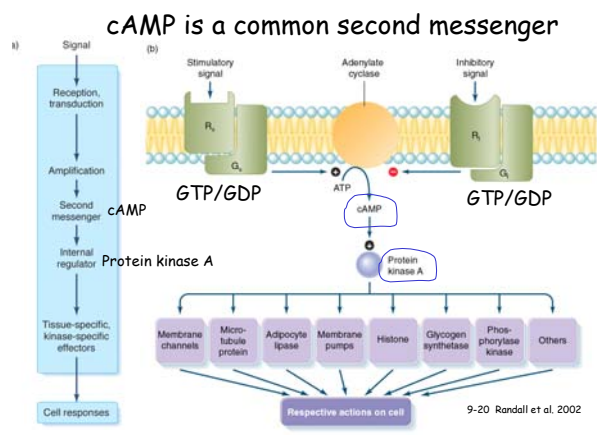 cAMP is a common second messenger
a)
Signal
Reception,
transduction
Amplification
Second
messenger
cAMP
Internal
regulator
Protein kinase A
Tissue-specific,
kinase-specific
effectors
Cell responses
(b)
Stimulatory
signal
Adenylate
cyclase
Inhibitory
signal
Rs
Gs
Ri
Gi
+
−
ATP
GTP/GDP
GTP/GDP
cAMP
+
Protein
kinase A
Membrane
channels
Micro-
tubule
protein
Adipocyte
lipase
Membrane
pumps
Histone
Glycogen
synthetase
Phos-
phorylase
kinase
Others
Respective actions on cell
9-20 Randall et al. 2002